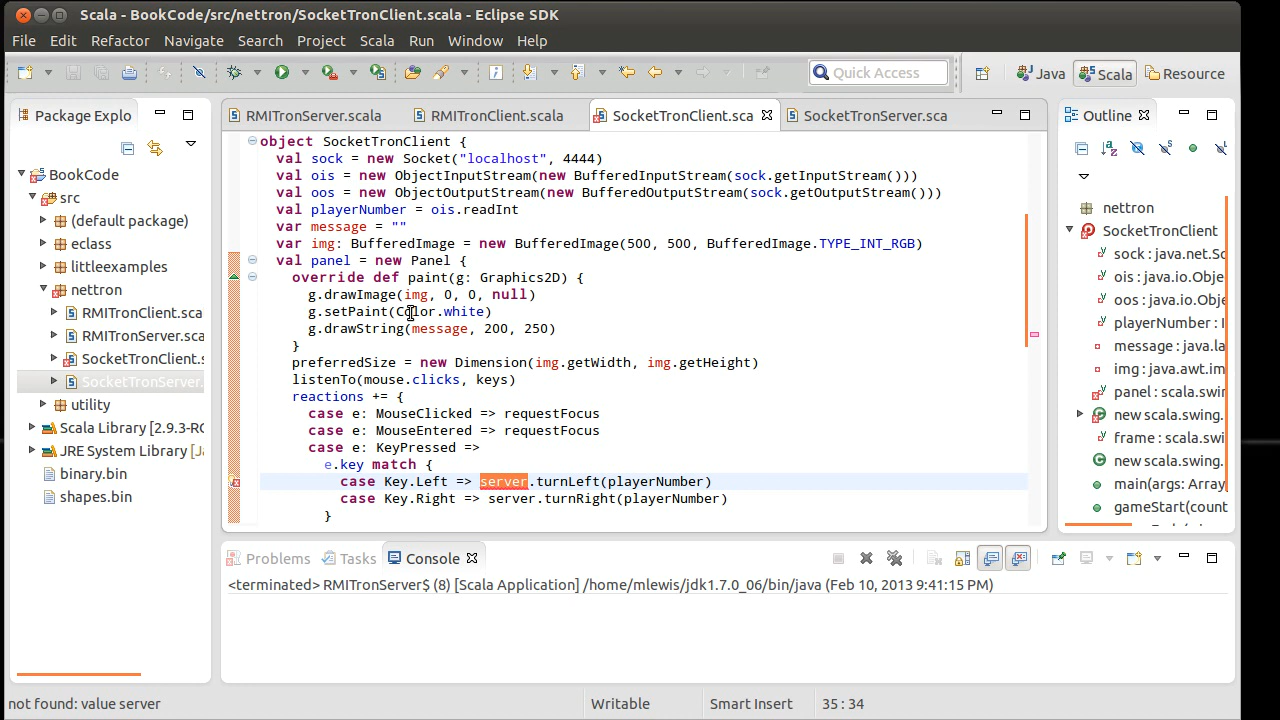 Scala - BookCode/src/nettron/SocketTronClient.scala - Eclipse SDK
File Edit Refactor Navigate Search Project Scala Run Window Help
Quick Access Java Scala Resource
Package Explo RMITronServer.scala RMITronClient.scala SocketTronClient.sca SocketTronServer.sca Outline
BookCode
src
(default package)
eclass
littleexamples
nettron
RMITronClient.sca
RMITronServer.sca
SocketTronClient.s
SocketTronServer.
utility
Scala Library [2.9.3-RC
JRE System Library [J
binary.bin
shapes.bin
object SocketTronClient {
val sock = new Socket("localhost", 4444)
val ois = new ObjectInputStream(new BufferedInputStream(sock.getInputStream()))
val oos = new ObjectOutputStream(new BufferedOutputStream(sock.getOutputStream()))
val playerNumber = ois.readInt
var message = ""
var img: BufferedImage = new BufferedImage(500, 500, BufferedImage.TYPE_INT_RGB)
val panel = new Panel {
override def paint(g: Graphics2D) {
g.drawImage(img, 0, 0, null)
g.setPaint(Color.white)
g.drawString(message, 200, 250)
}
preferredSize = new Dimension(img.getWidth, img.getHeight)
listenTo(mouse.clicks, keys)
reactions += {
case e: MouseClicked => requestFocus
case e: MouseEntered => requestFocus
case e: KeyPressed =>
e.key match {
case Key.Left => server.turnLeft(playerNumber)
case Key.Right => server.turnRight(playerNumber)
}
nettron
SocketTronClient
sock : java.net.So
ois : java.io.Obje
oos : java.io.Obje
playerNumber : I
message : java.la
img : java.awt.im
panel : scala.swin
new scala.swing.
frame : scala.swi
new scala.swing.
main(args: Array
gameStart(count
Problems Tasks Console
<terminated> RMITronServer$ (8) [Scala Application] /home/mlewis/jdk1.7.0_06/bin/java (Feb 10, 2013 9:41:15 PM)
not found: value server Writable Smart Insert 35 : 34